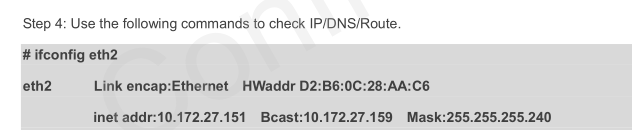 Step 4: Use the following commands to check IP/DNS/Route.
# ifconfig eth2
eth2 Link encap:Ethernet HWaddr D2:B6:0C:28:AA:C6
inet addr:10.172.27.151 Bcast:10.172.27.159 Mask:255.255.255.240